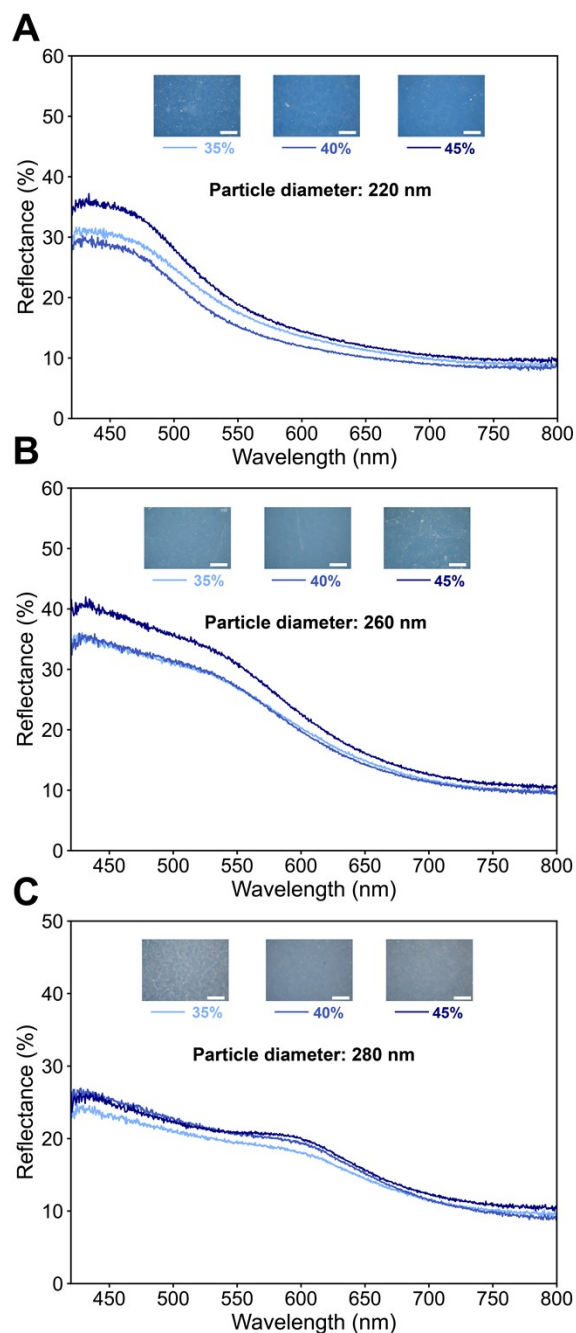 A
60
50
40
30
20
10
0
Reflectance (%)
35% 40% 45%
Particle diameter: 220 nm
450 500 550 600 650 700 750 800
Wavelength (nm)
B
60
50
40
30
20
10
0
Reflectance (%)
35% 40% 45%
Particle diameter: 260 nm
450 500 550 600 650 700 750 800
Wavelength (nm)
C
50
40
30
20
10
0
Reflectance (%)
35% 40% 45%
Particle diameter: 280 nm
450 500 550 600 650 700 750 800
Wavelength (nm)